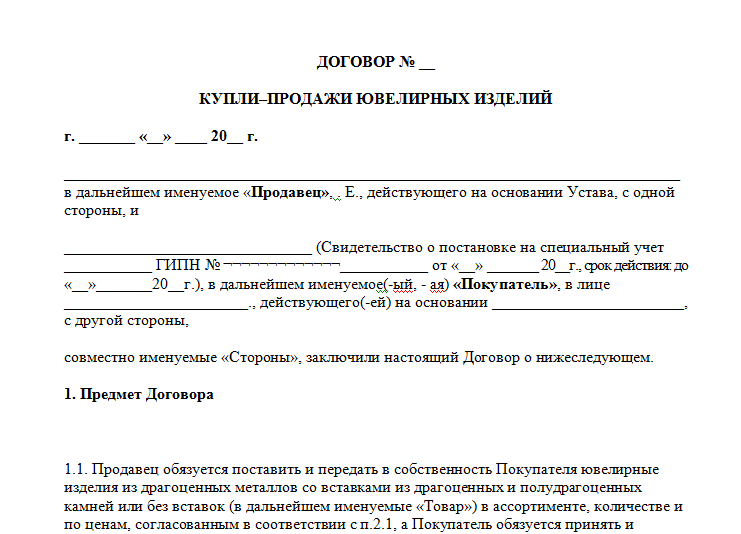 ДОГОВОР № __
КУПЛИ–ПРОДАЖИ ЮВЕЛИРНЫХ ИЗДЕЛИЙ
г. _______ «__» ____ 20__ г.
_____________________________________________________________________________
в дальнейшем именуемое «Продавец», , Е., действующего на основании Устава, с одной
стороны, и
_______________________________ (Свидетельство о постановке на специальный учет
___________ ГИПН № ¬¬¬¬¬¬¬¬¬¬¬¬¬___________ от «__» _______ 20__г., срок действия: до
«__»_______20__г.), в дальнейшем именуемое(-ый, - ая) «Покупатель», в лице
_______________________., действующего(-ей) на основании ________________________,
с другой стороны,
совместно именуемые «Стороны», заключили настоящий Договор о нижеследующем.
1. Предмет Договора
1.1. Продавец обязуется поставить и передать в собственность Покупателя ювелирные
изделия из драгоценных металлов со вставками из драгоценных и полудрагоценных
камней или без вставок (в дальнейшем именуемые «Товар») в ассортименте, количестве и
по ценам, согласованным в соответствии с п.2.1, а Покупатель обязуется принять и